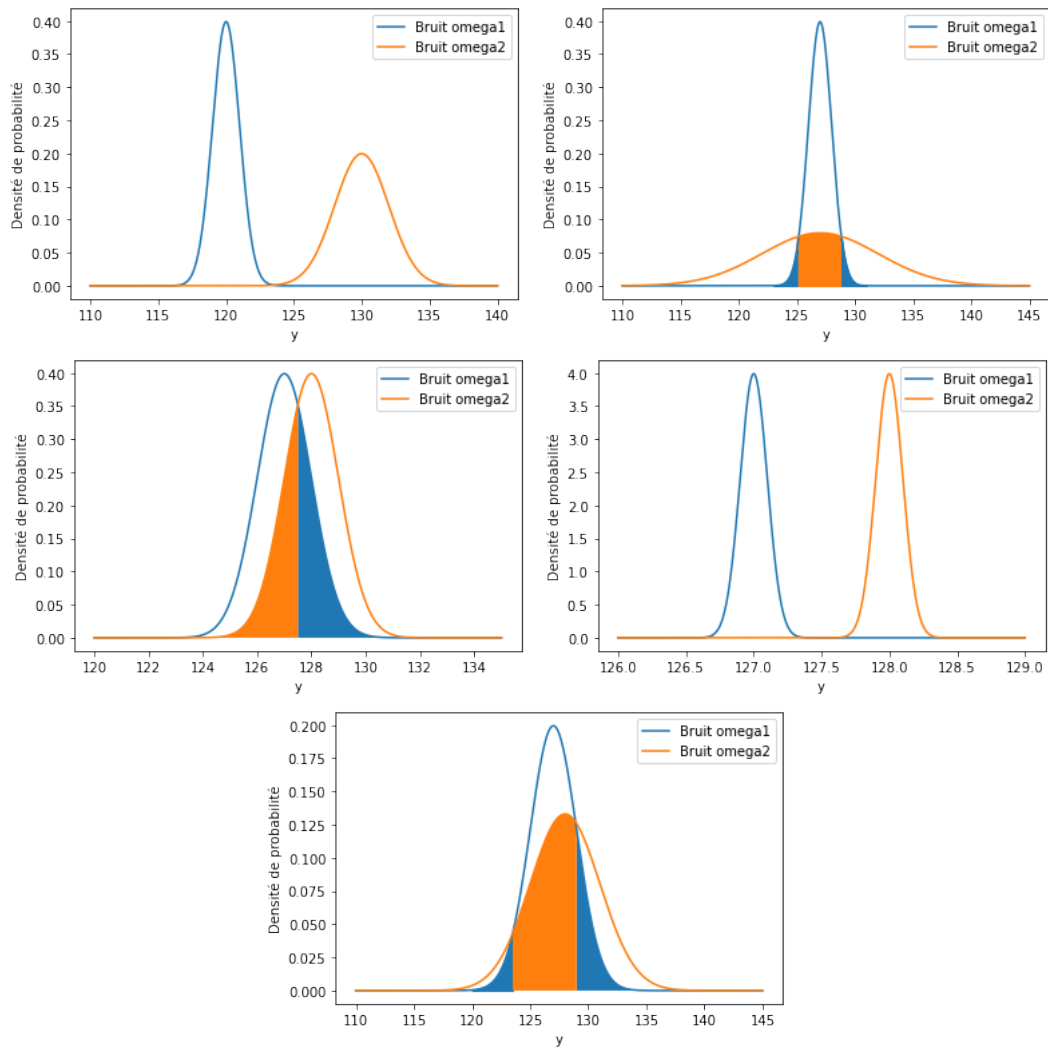 Bruit omega1
Bruit omega2
Densité de probabilité
0.40
0.35
0.30
0.25
0.20
0.15
0.10
0.05
0.00
110 115 120 125 130 135 140
y
Bruit omega1
Bruit omega2
Densité de probabilité
0.40
0.35
0.30
0.25
0.20
0.15
0.10
0.05
0.00
110 115 120 125 130 135 140 145
y
Bruit omega1
Bruit omega2
Densité de probabilité
0.40
0.35
0.30
0.25
0.20
0.15
0.10
0.05
0.00
120 122 124 126 128 130 132 134
y
Bruit omega1
Bruit omega2
Densité de probabilité
4.0
3.5
3.0
2.5
2.0
1.5
1.0
0.5
0.0
126.0 126.5 127.0 127.5 128.0 128.5 129.0
y
Bruit omega1
Bruit omega2
Densité de probabilité
0.200
0.175
0.150
0.125
0.100
0.075
0.050
0.025
0.000
110 115 120 125 130 135 140 145
y